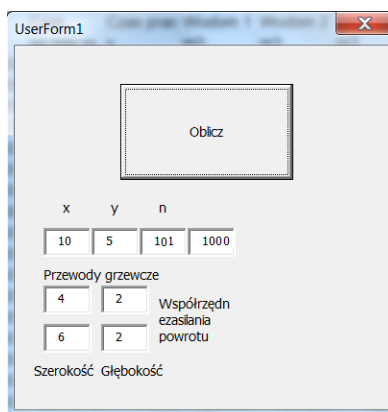 UserForm1
Oblicz
x y n
10 5 101 1000
Przewody grzewcze
4 2 Współrzędn
ezasilania
6 2 powrotu
Szerokość Głębokość